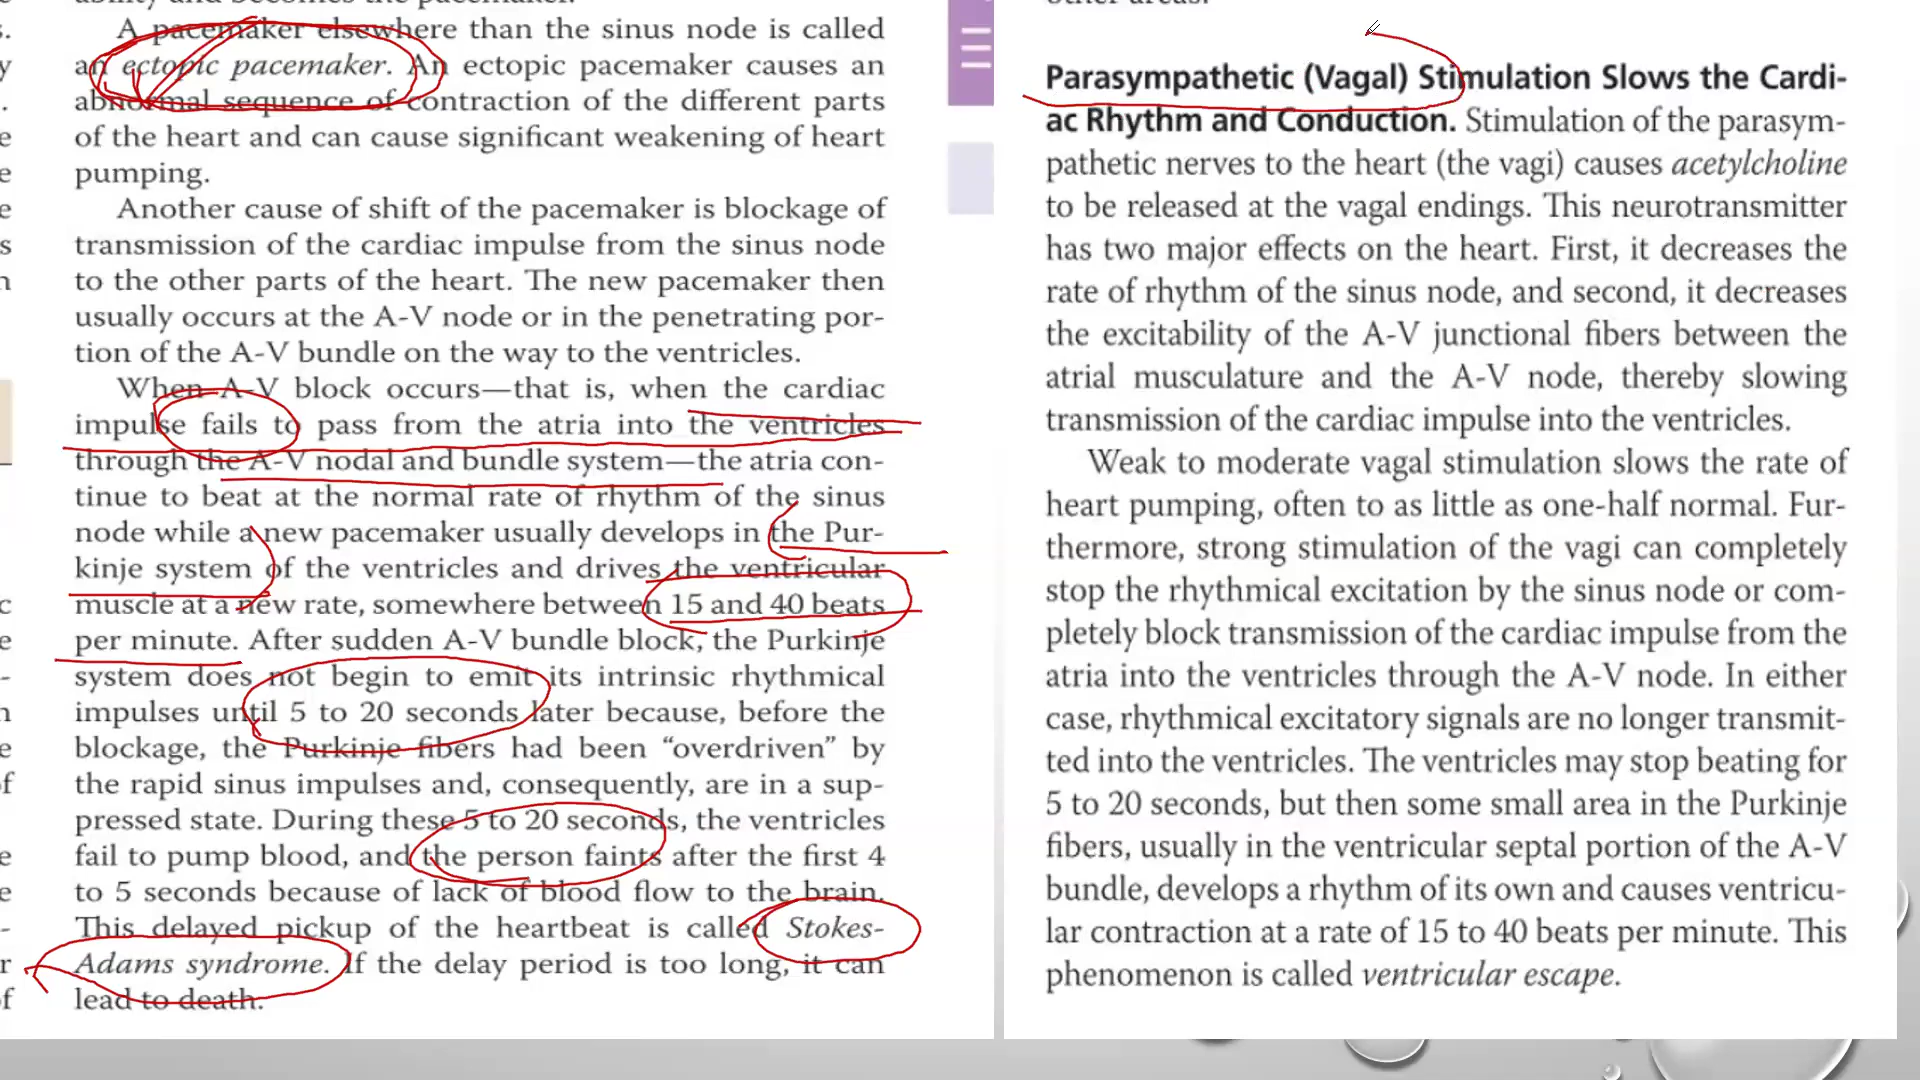 ability and becomes the pacemaker.
A pacemaker elsewhere than the sinus node is called
an ectopic pacemaker. An ectopic pacemaker causes an
abnormal sequence of contraction of the different parts
of the heart and can cause significant weakening of heart
pumping.
Another cause of shift of the pacemaker is blockage of
transmission of the cardiac impulse from the sinus node
to the other parts of the heart. The new pacemaker then
usually occurs at the A-V node or in the penetrating por-
tion of the A-V bundle on the way to the ventricles.
When A-V block occurs—that is, when the cardiac
impulse fails to pass from the atria into the ventricles
through the A-V nodal and bundle system—the atria con-
tinue to beat at the normal rate of rhythm of the sinus
node while a new pacemaker usually develops in the Pur-
kinje system of the ventricles and drives the ventricular
muscle at a new rate, somewhere between 15 and 40 beats
per minute. After sudden A-V bundle block, the Purkinje
system does not begin to emit its intrinsic rhythmical
impulses until 5 to 20 seconds later because, before the
blockage, the Purkinje fibers had been “overdriven” by
the rapid sinus impulses and, consequently, are in a sup-
pressed state. During these 5 to 20 seconds, the ventricles
fail to pump blood, and the person faints after the first 4
to 5 seconds because of lack of blood flow to the brain.
This delayed pickup of the heartbeat is called Stokes-
Adams syndrome. If the delay period is too long, it can
lead to death.
other areas.
Parasympathetic (Vagal) Stimulation Slows the Cardi-
ac Rhythm and Conduction. Stimulation of the parasym-
pathetic nerves to the heart (the vagi) causes acetylcholine
to be released at the vagal endings. This neurotransmitter
has two major effects on the heart. First, it decreases the
rate of rhythm of the sinus node, and second, it decreases
the excitability of the A-V junctional fibers between the
atrial musculature and the A-V node, thereby slowing
transmission of the cardiac impulse into the ventricles.
Weak to moderate vagal stimulation slows the rate of
heart pumping, often to as little as one-half normal. Fur-
thermore, strong stimulation of the vagi can completely
stop the rhythmical excitation by the sinus node or com-
pletely block transmission of the cardiac impulse from the
atria into the ventricles through the A-V node. In either
case, rhythmical excitatory signals are no longer transmit-
ted into the ventricles. The ventricles may stop beating for
5 to 20 seconds, but then some small area in the Purkinje
fibers, usually in the ventricular septal portion of the A-V
bundle, develops a rhythm of its own and causes ventricu-
lar contraction at a rate of 15 to 40 beats per minute. This
phenomenon is called ventricular escape.